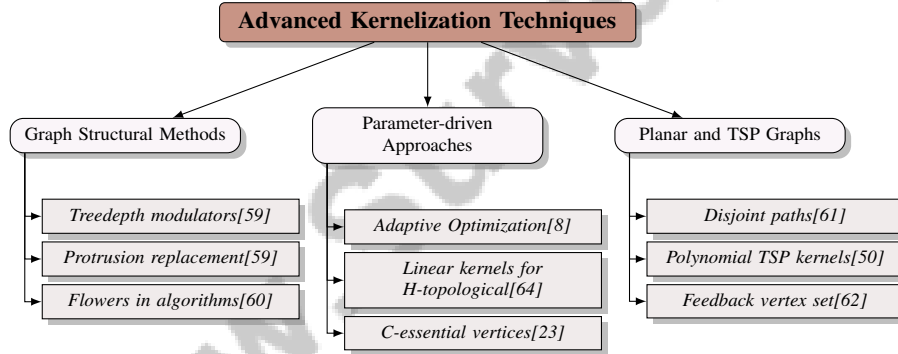 Advanced Kernelization Techniques
Graph Structural Methods
Treedepth modulators[59]
Protrusion replacement[59]
Flowers in algorithms[60]
Parameter-driven
Approaches
Adaptive Optimization[8]
Linear kernels for
H-topological[64]
C-essential vertices[23]
Planar and TSP Graphs
Disjoint paths[61]
Polynomial TSP kernels[50]
Feedback vertex set[62]